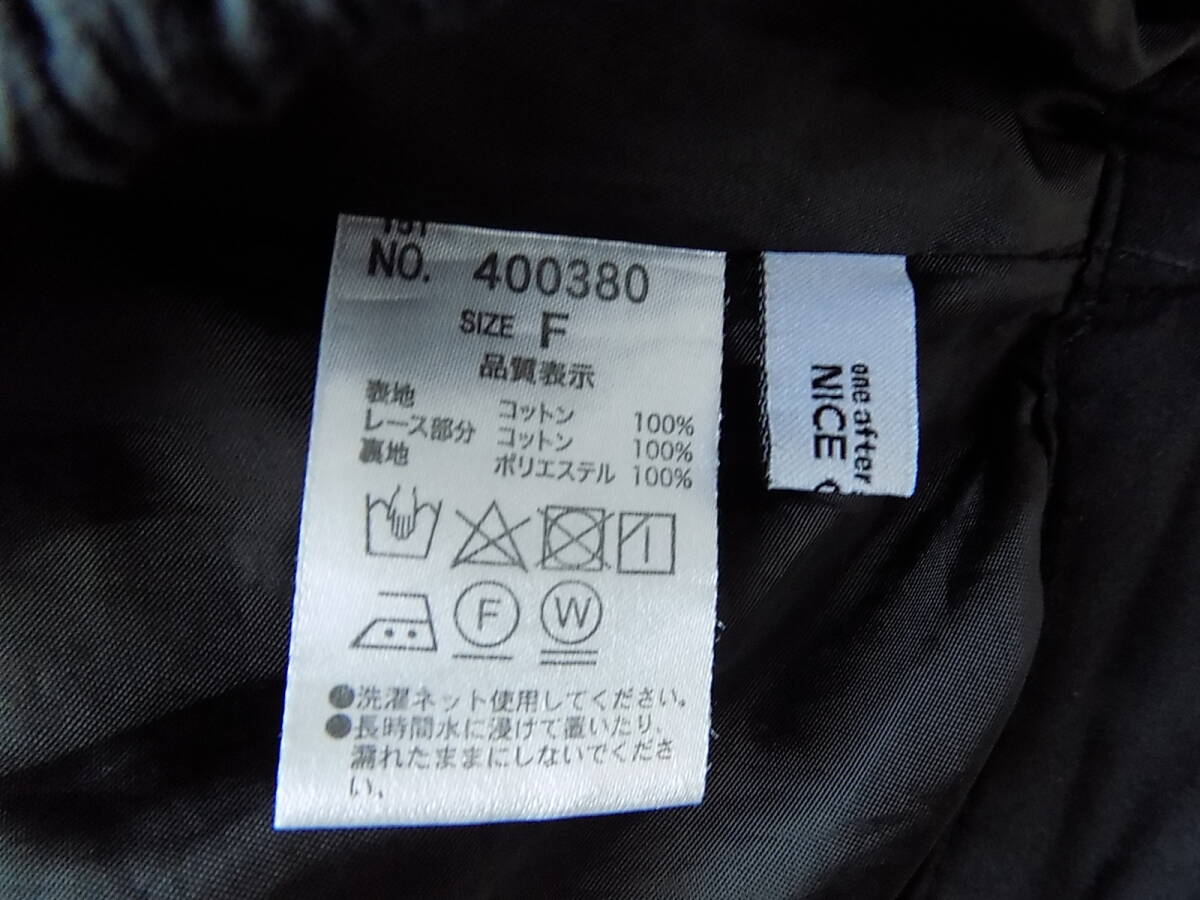 NO. 400380
SIZE F
品質表示
表地 コットン 100%
レース部分 コットン 100%
裏地 ポリエステル 100%
F W
●洗濯ネット使用してください。
●長時間水に浸けて置いたり、
漏れたままにしないでくださ
い。
one after
NICE